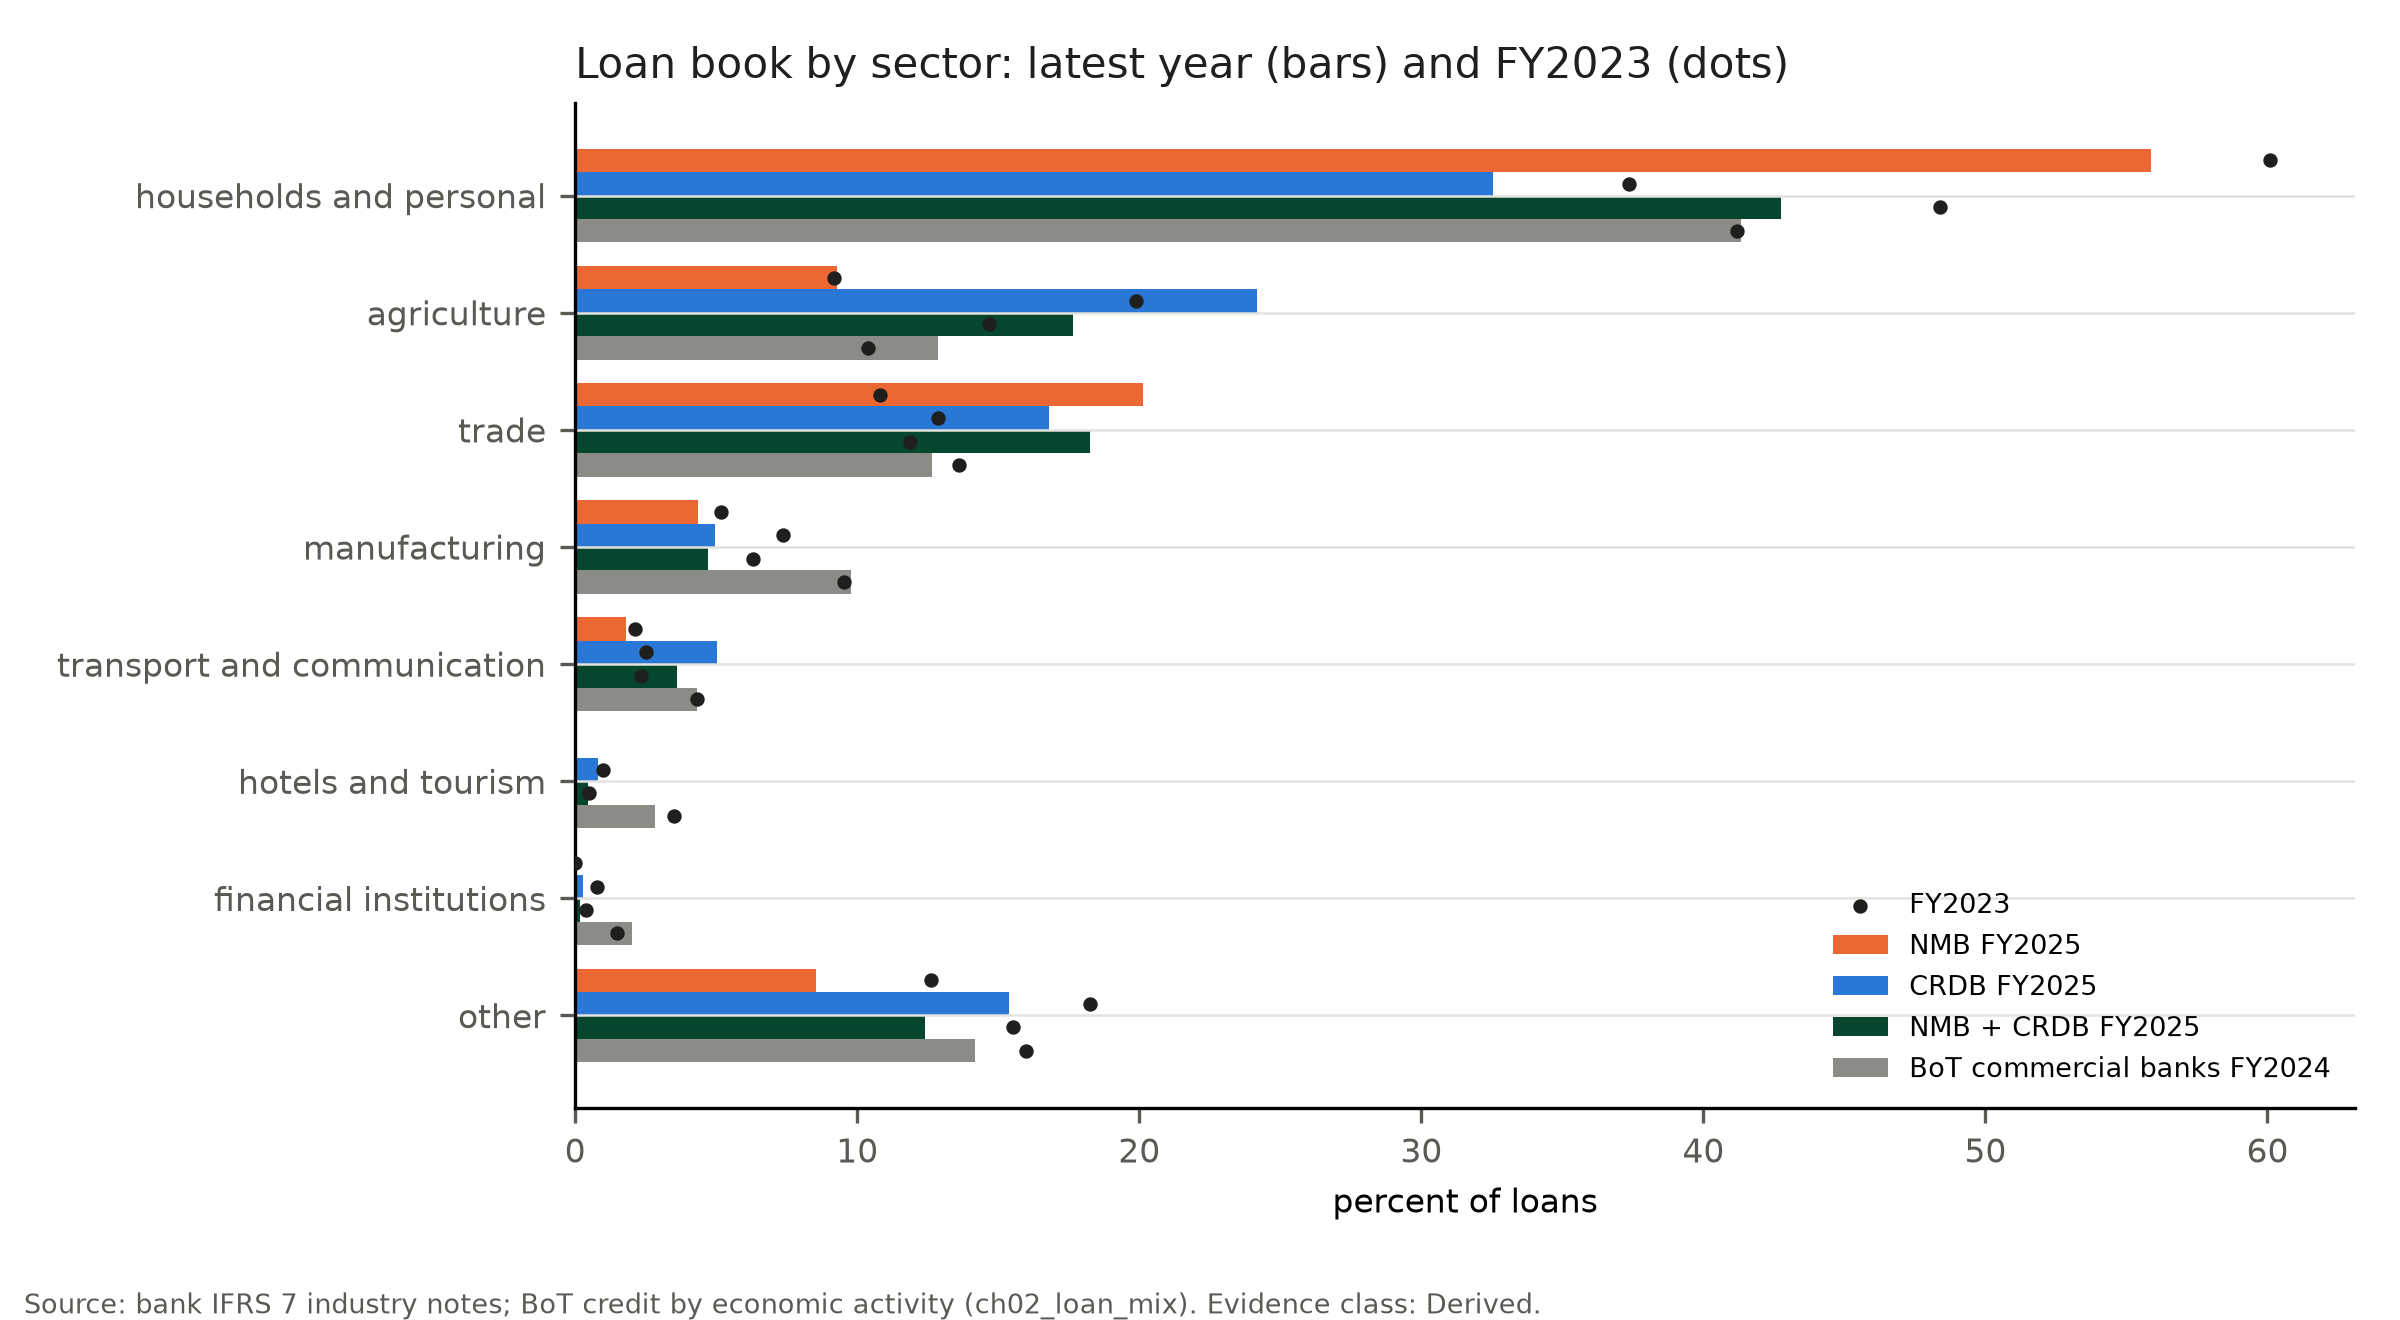 Loan book by sector: latest year (bars) and FY2023 (dots)
households and personal
agriculture
trade
manufacturing
transport and communication
hotels and tourism
financial institutions
other
FY2023
NMB FY2025
CRDB FY2025
NMB + CRDB FY2025
BoT commercial banks FY2024
0 10 20 30 40 50 60
percent of loans
Source: bank IFRS 7 industry notes; BoT credit by economic activity (ch02_loan_mix). Evidence class: Derived.